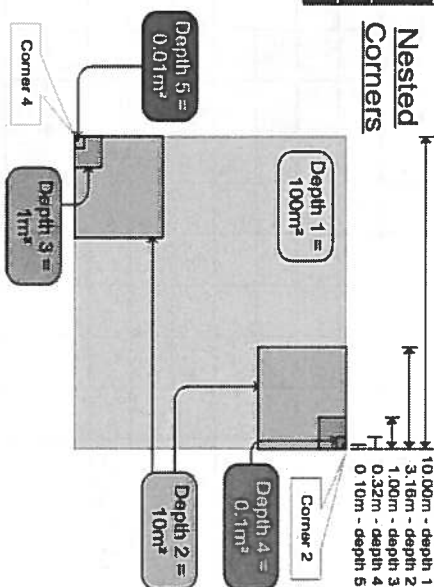 Nested
Corners
10.00m - depth 1
3.16m - depth 2
1.00m - depth 3
0.32m - depth 4
0.10m - depth 5
Corner 2
Depth 1 =
100m²
Depth 4 =
0.1m²
Depth 2 =
10m²
Depth 5 =
0.01m²
Corner 4
Depth 3 =
1m²